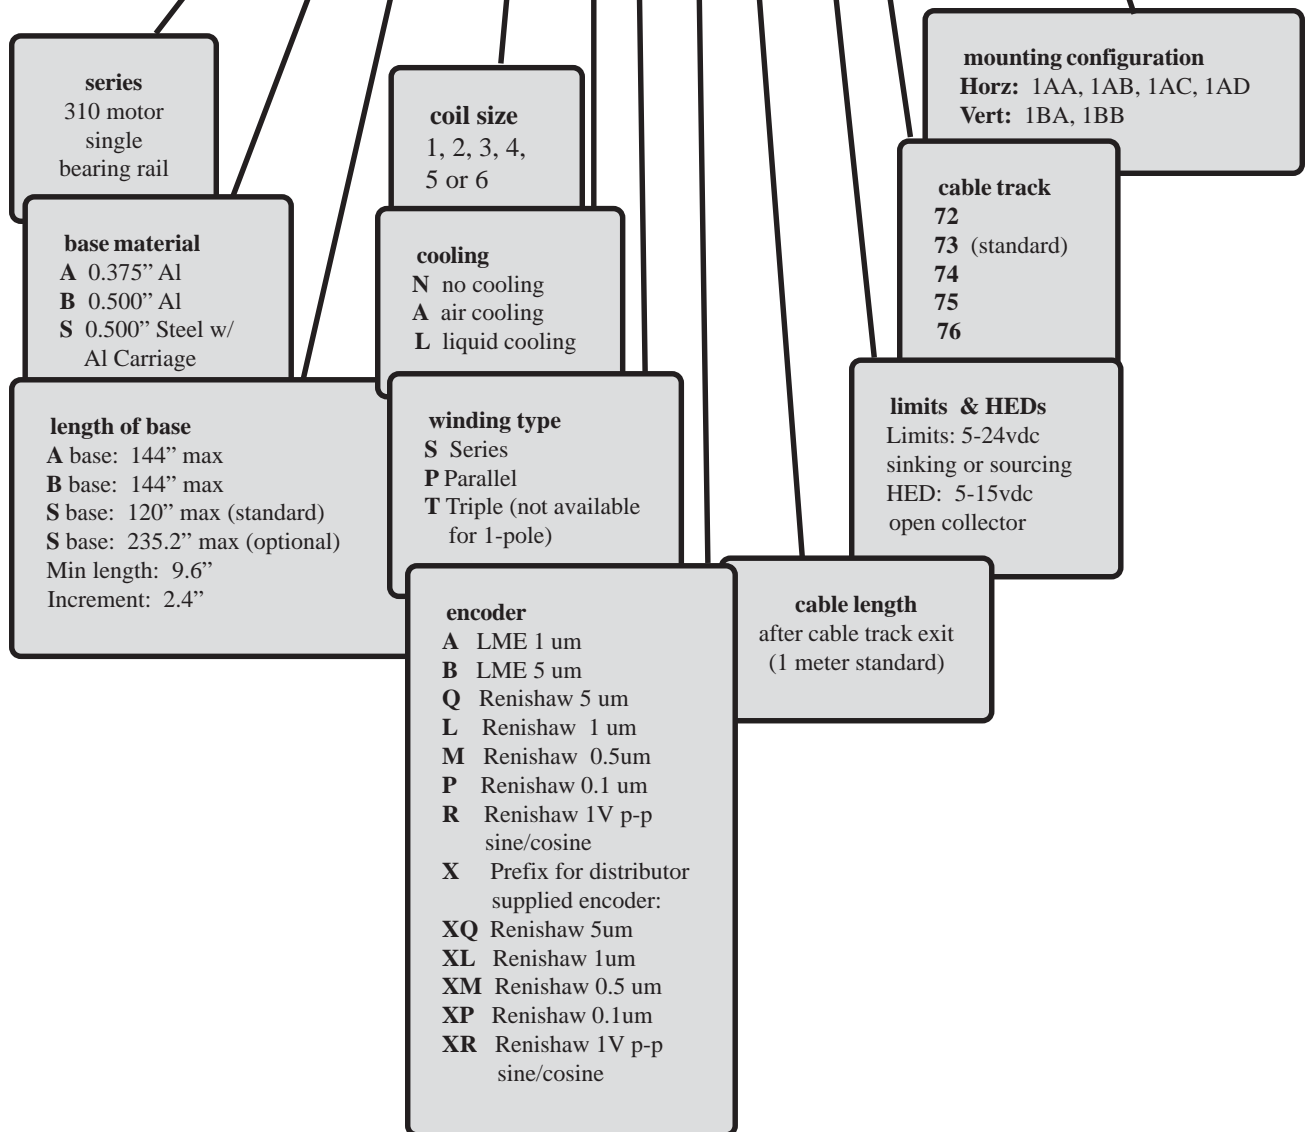 series
310 motor
single
bearing rail
base material
A 0.375” Al
B 0.500” Al
S 0.500” Steel w/
Al Carriage
length of base
A base: 144” max
B base: 144” max
S base: 120” max (standard)
S base: 235.2” max (optional)
Min length: 9.6”
Increment: 2.4”
coil size
1, 2, 3, 4,
5 or 6
cooling
N no cooling
A air cooling
L liquid cooling
winding type
S Series
P Parallel
T Triple (not available
for 1-pole)
encoder
A LME 1 um
B LME 5 um
Q Renishaw 5 um
L Renishaw 1 um
M Renishaw 0.5um
P Renishaw 0.1 um
R Renishaw 1V p-p
sine/cosine
X Prefix for distributor
supplied encoder:
XQ Renishaw 5um
XL Renishaw 1um
XM Renishaw 0.5 um
XP Renishaw 0.1um
XR Renishaw 1V p-p
sine/cosine
cable length
after cable track exit
(1 meter standard)
limits & HEDs
Limits: 5-24vdc
sinking or sourcing
HED: 5-15vdc
open collector
cable track
72
73 (standard)
74
75
76
mounting configuration
Horz: 1AA, 1AB, 1AC, 1AD
Vert: 1BA, 1BB